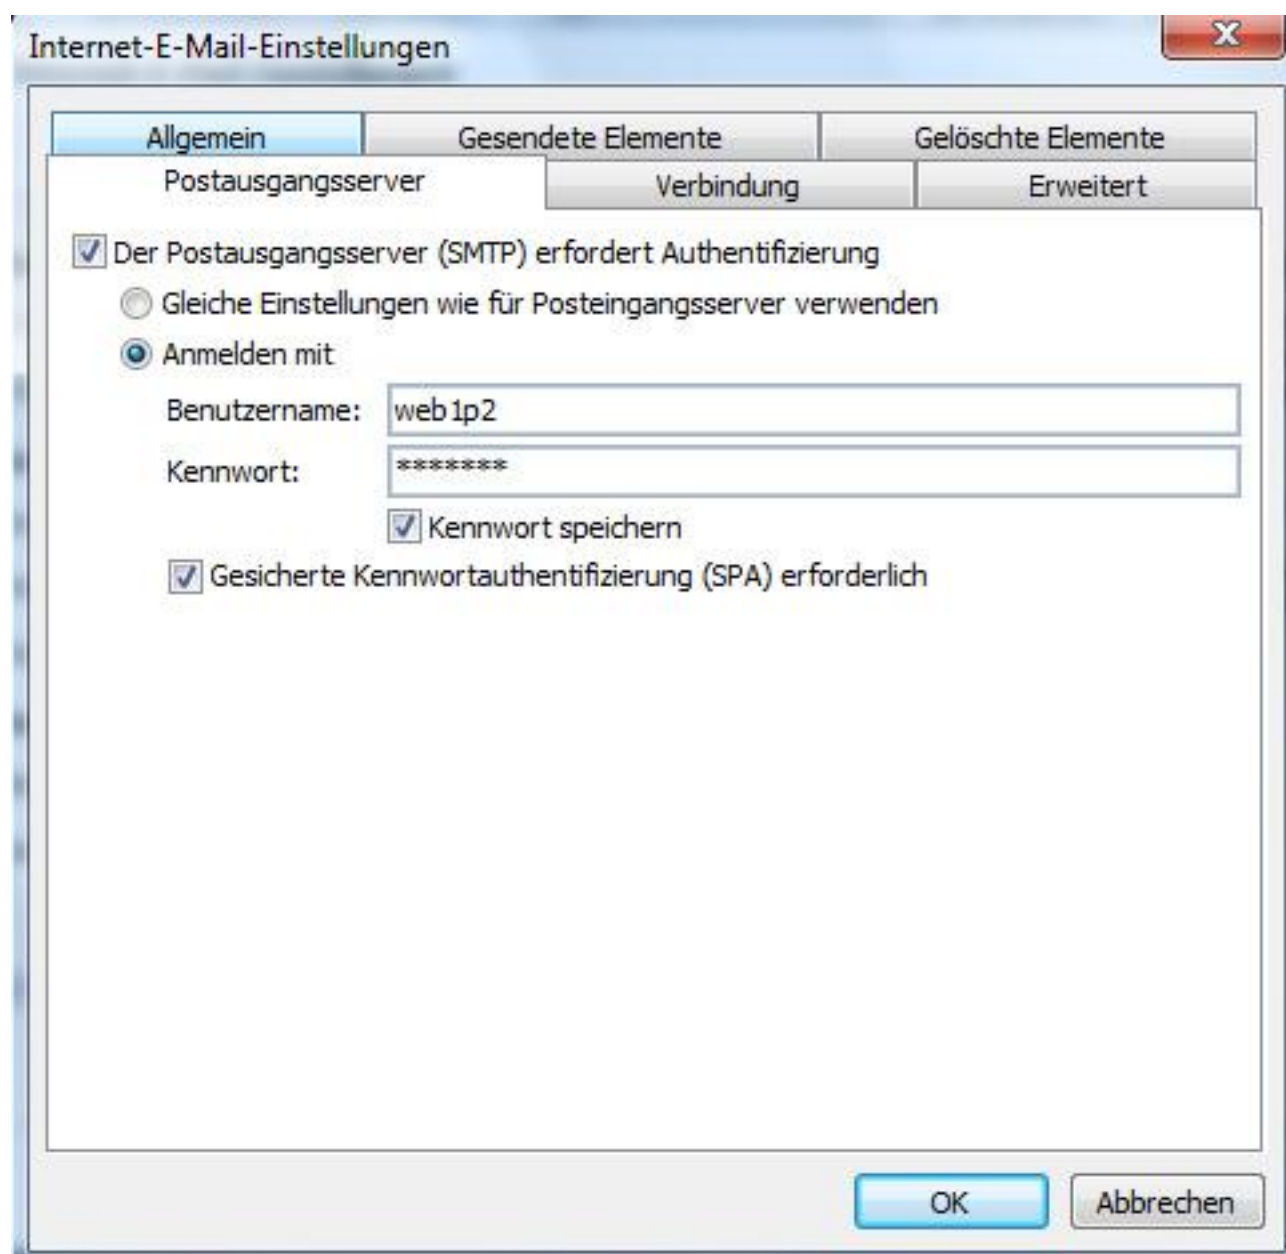 Internet-E-Mail-Einstellungen
Allgemein Gesendete Elemente Gelöschte Elemente
Postausgangsserver Verbindung Erweitert
Der Postausgangsserver (SMTP) erfordert Authentifizierung
Gleiche Einstellungen wie für Posteingangsserver verwenden
Anmelden mit
Benutzername: web1p2
Kennwort: *******
Kennwort speichern
Gesicherte Kennwortauthentifizierung (SPA) erforderlich
OK Abbrechen